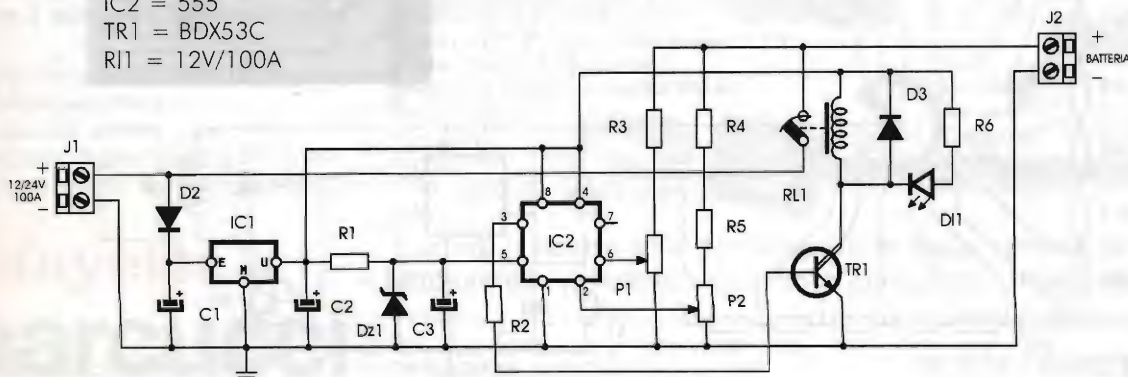 IC2 = 555
TR1 = BDX53C
Rl1 = 12V/100A
J2
+
BATTERIA
-
D3
R3
R4
R6
J1
+
12/24V
100A
-
D2
RL1
8
4
IC1
3
7
DI1
R1
IC2
R5
E
U
5
6
M
P1
TR1
1
2
C1
C2
Dz1
C3
R2
P2
+
+
+